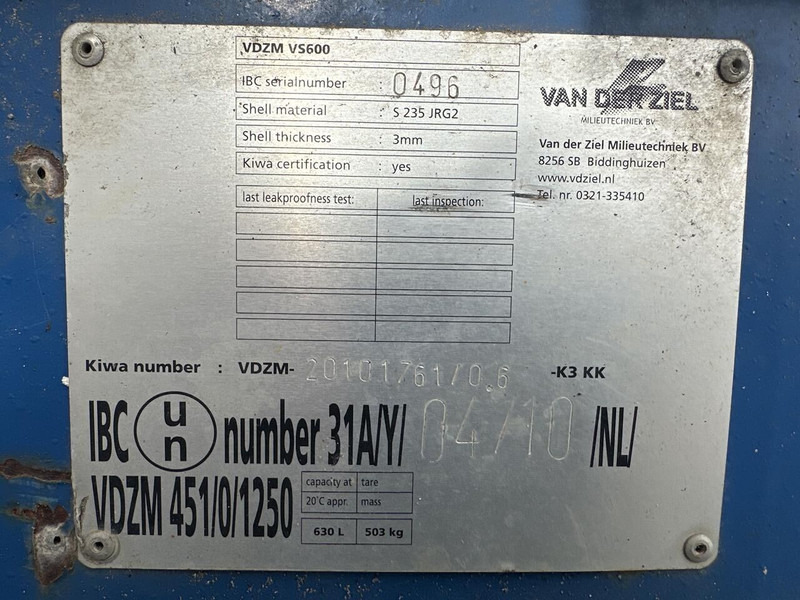 VDZM VS600
IBC serialnumber : 0496
Shell material : S 235 JRG2
Shell thickness : 3mm
Kiwa certification : yes
last leakproofness test: last inspection:
VAN DER ZIEL
MILIEUTECHNIEK BV
Van der Ziel Milieutechniek BV
8256 SB Biddinghuizen
www.vdziel.nl
Tel. nr. 0321-335410
Kiwa number : VDZM- 20101761/0.6 -K3 KK
IBC un number 31A/Y/ 04/10 /NL/
VDZM 451/0/1250
capacity at tare
20°C appr. mass
630 L 503 kg